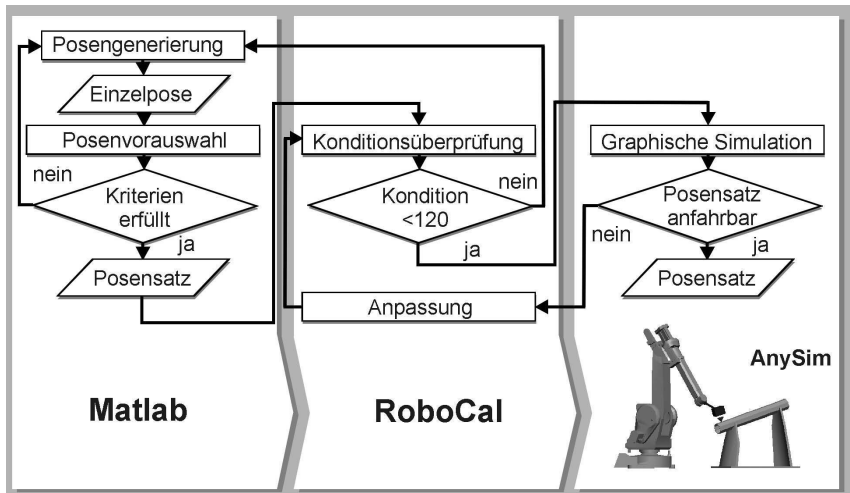 Posengenerierung
Einzelpose
Posenvorauswahl
nein
Kriterien
erfüllt
ja
Posensatz
Matlab
Konditionsüberprüfung
nein
Kondition
<120
ja
Anpassung
RoboCal
Graphische Simulation
Posensatz
anfahrbar
nein
ja
Posensatz
AnySim